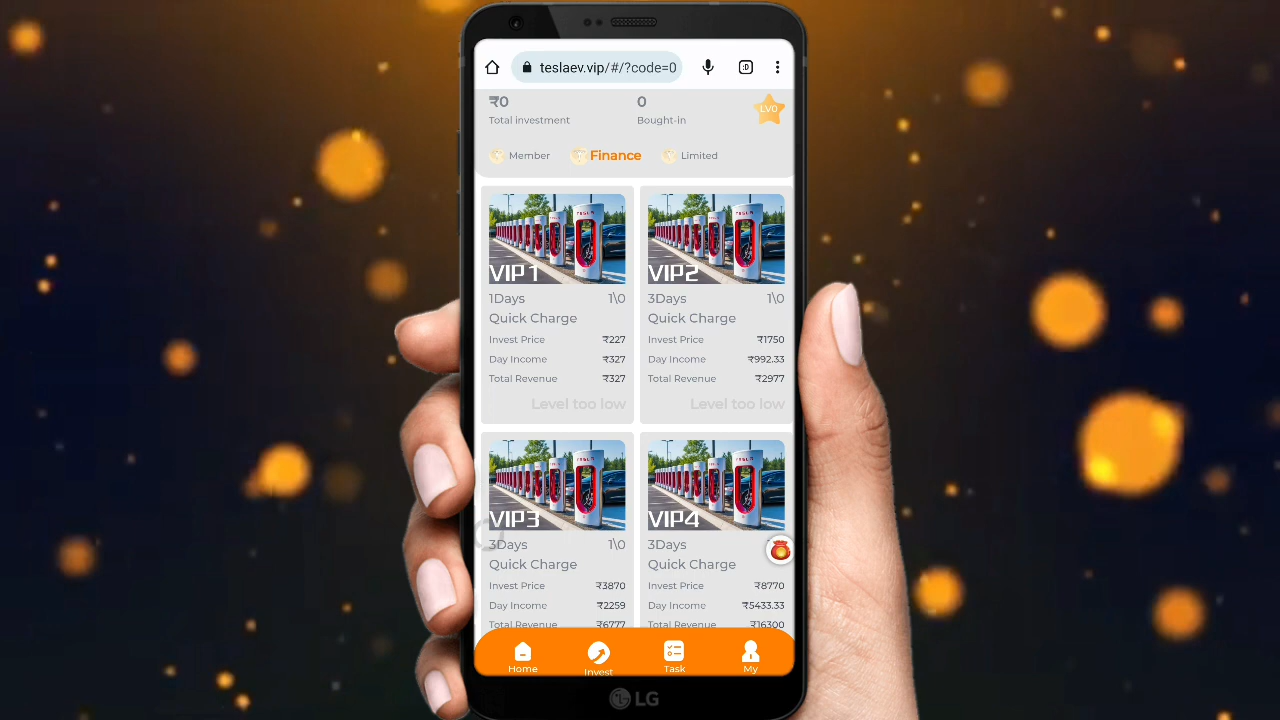 teslaev.vip/#/?code=0
:D
₹0 0
Total investment Bought-in
LV0
Member Finance Limited
TESLA TESLA
VIP1 VIP2
1Days 1\0 3Days 1\0
Quick Charge Quick Charge
Invest Price ₹227 Invest Price ₹1750
Day Income ₹327 Day Income ₹992.33
Total Revenue ₹327 Total Revenue ₹2977
Level too low Level too low
TESLA TESLA
VIP3 VIP4
3Days 1\0 3Days
Quick Charge Quick Charge
Invest Price ₹3870 Invest Price ₹8770
Day Income ₹2259 Day Income ₹5433.33
Total Revenue ₹6777 Total Revenue ₹16300
Home Invest Task My
LG